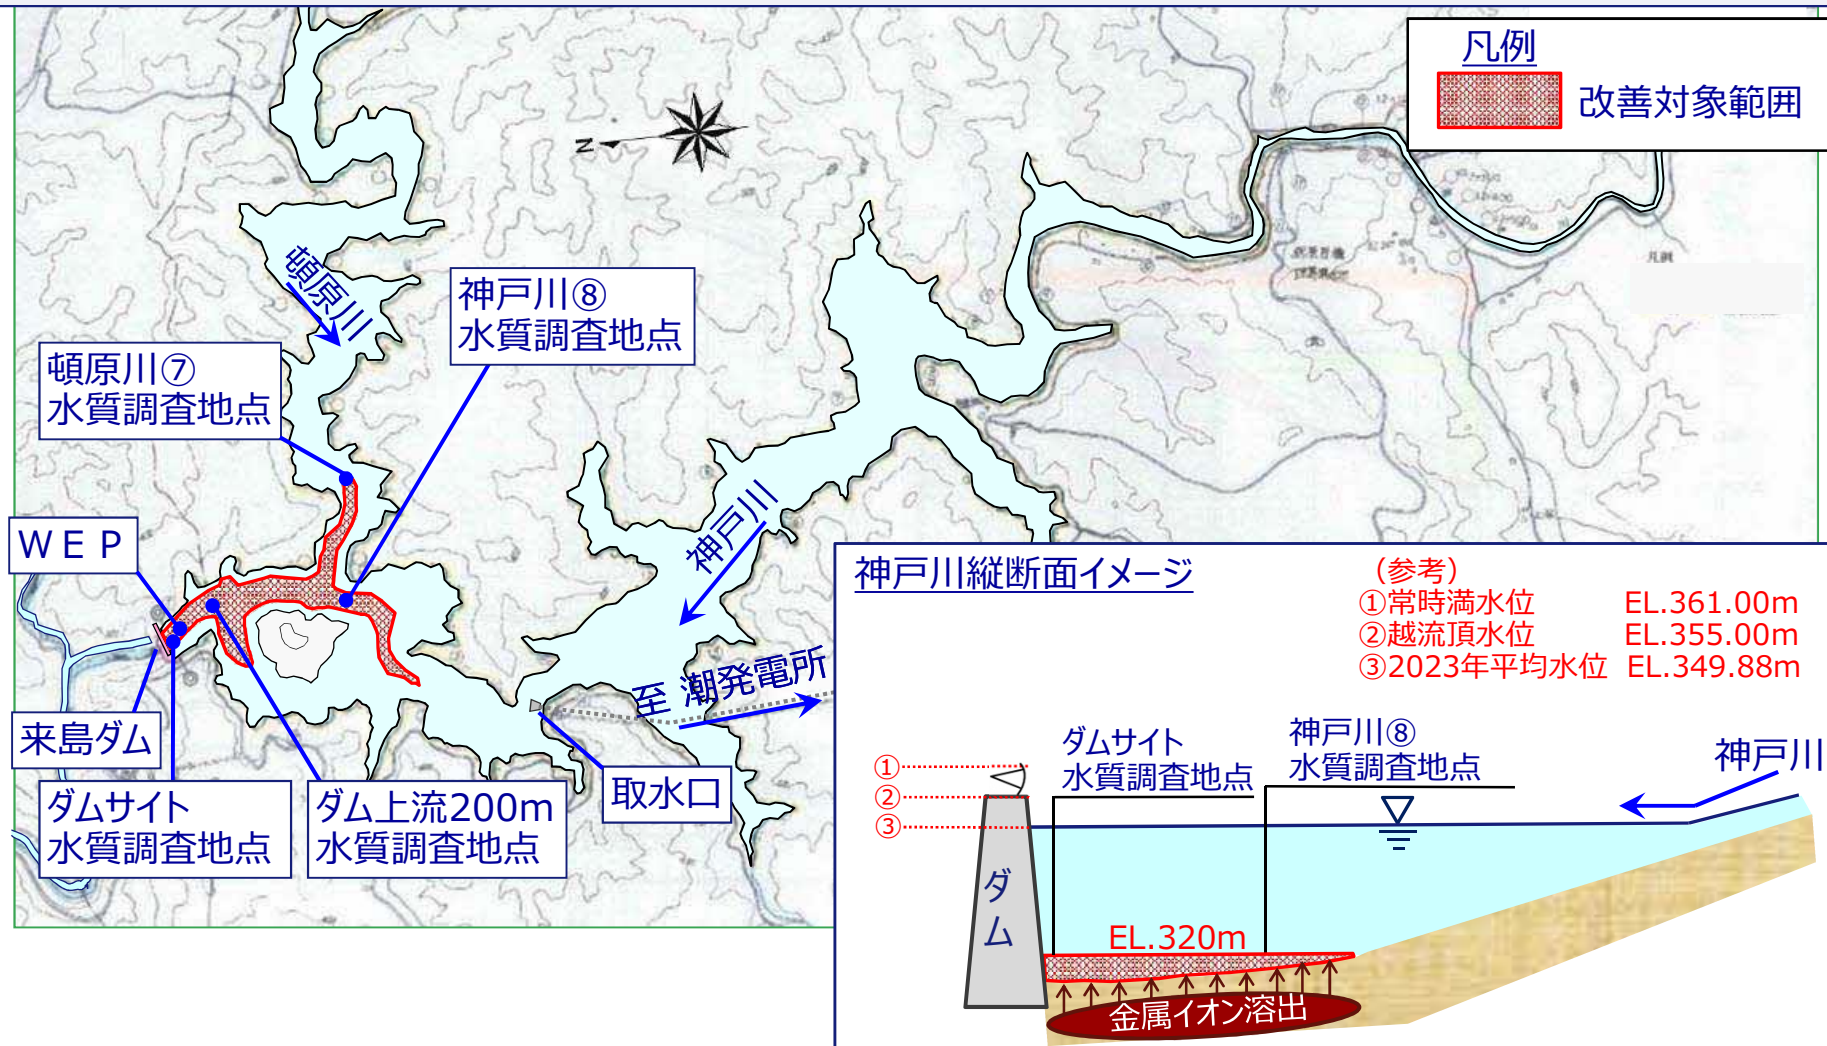 凡例
改善対象範囲
N
頓原川
神戸川⑧
水質調査地点
頓原川⑦
水質調査地点
WEP
神戸川
至 潮発電所
来島ダム
取水口
ダムサイト
水質調査地点
ダム上流200m
水質調査地点
凡例
神戸川縦断面イメージ
(参考)
①常時満水位 EL.361.00m
②越流頂水位 EL.355.00m
③2023年平均水位 EL.349.88m
ダムサイト
水質調査地点
神戸川⑧
水質調査地点
神戸川
①
②
③
ダム
EL.320m
金属イオン溶出